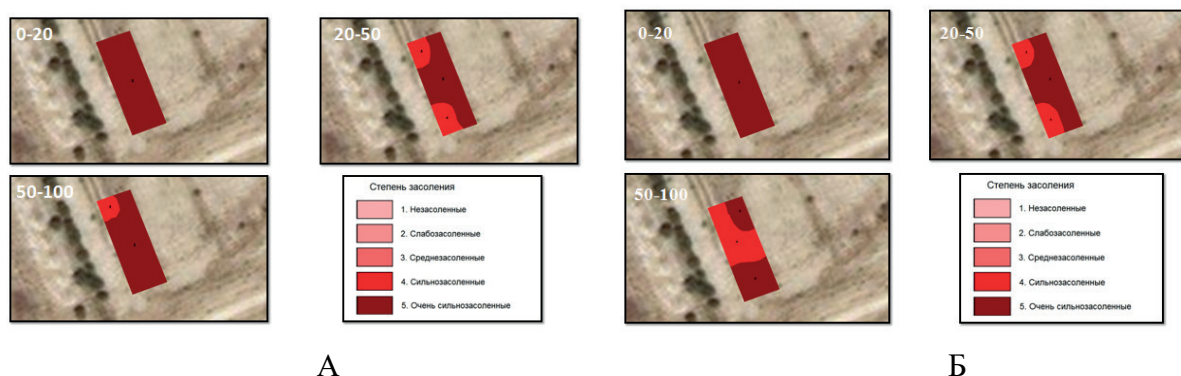 0-20
20-50
50-100
Степень засоления
1. Незасоленные
2. Слабозасоленные
3. Среднезасоленные
4. Сильнозасоленные
5. Очень сильнозасоленные
А
0-20
20-50
50-100
Степень засоления
1. Незасоленные
2. Слабозасоленные
3. Среднезасоленные
4. Сильнозасоленные
5. Очень сильнозасоленные
Б